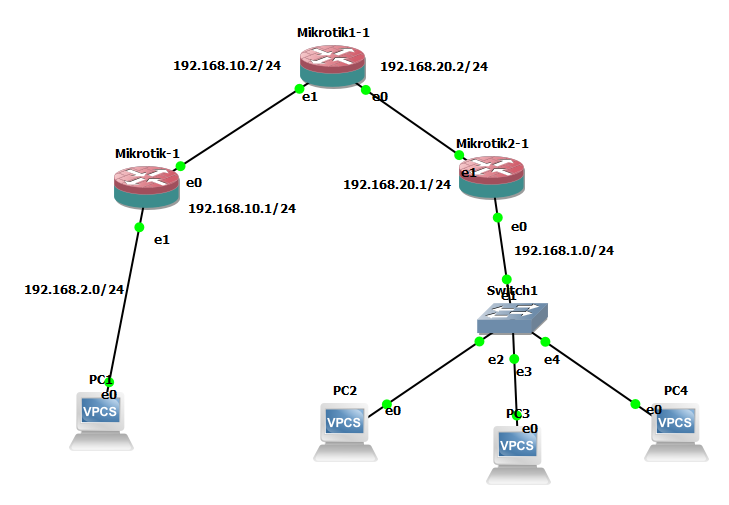 Mikrotik1-1
192.168.10.2/24
192.168.20.2/24
e1
e0
Mikrotik-1
Mikrotik2-1
e0
e1
192.168.20.1/24
192.168.10.1/24
e1
e0
192.168.1.0/24
192.168.2.0/24
Switch1
e1
e2
e3
e4
PC1
e0
VPCS
PC2
e0
VPCS
PC3
e0
VPCS
PC4
e0
VPCS